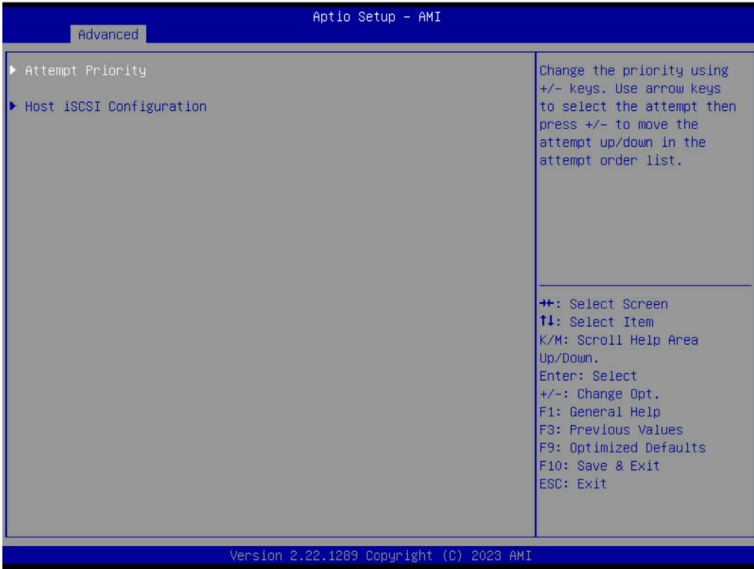 Aptio Setup – AMI
Advanced
▶ Attempt Priority
▶ Host iSCSI Configuration
Change the priority using
+/- keys. Use arrow keys
to select the attempt then
press +/- to move the
attempt up/down in the
attempt order list.
→←: Select Screen
↑↓: Select Item
K/M: Scroll Help Area
Up/Down.
Enter: Select
+/-: Change Opt.
F1: General Help
F3: Previous Values
F9: Optimized Defaults
F10: Save & Exit
ESC: Exit
Version 2.22.1289 Copyright (C) 2023 AMI